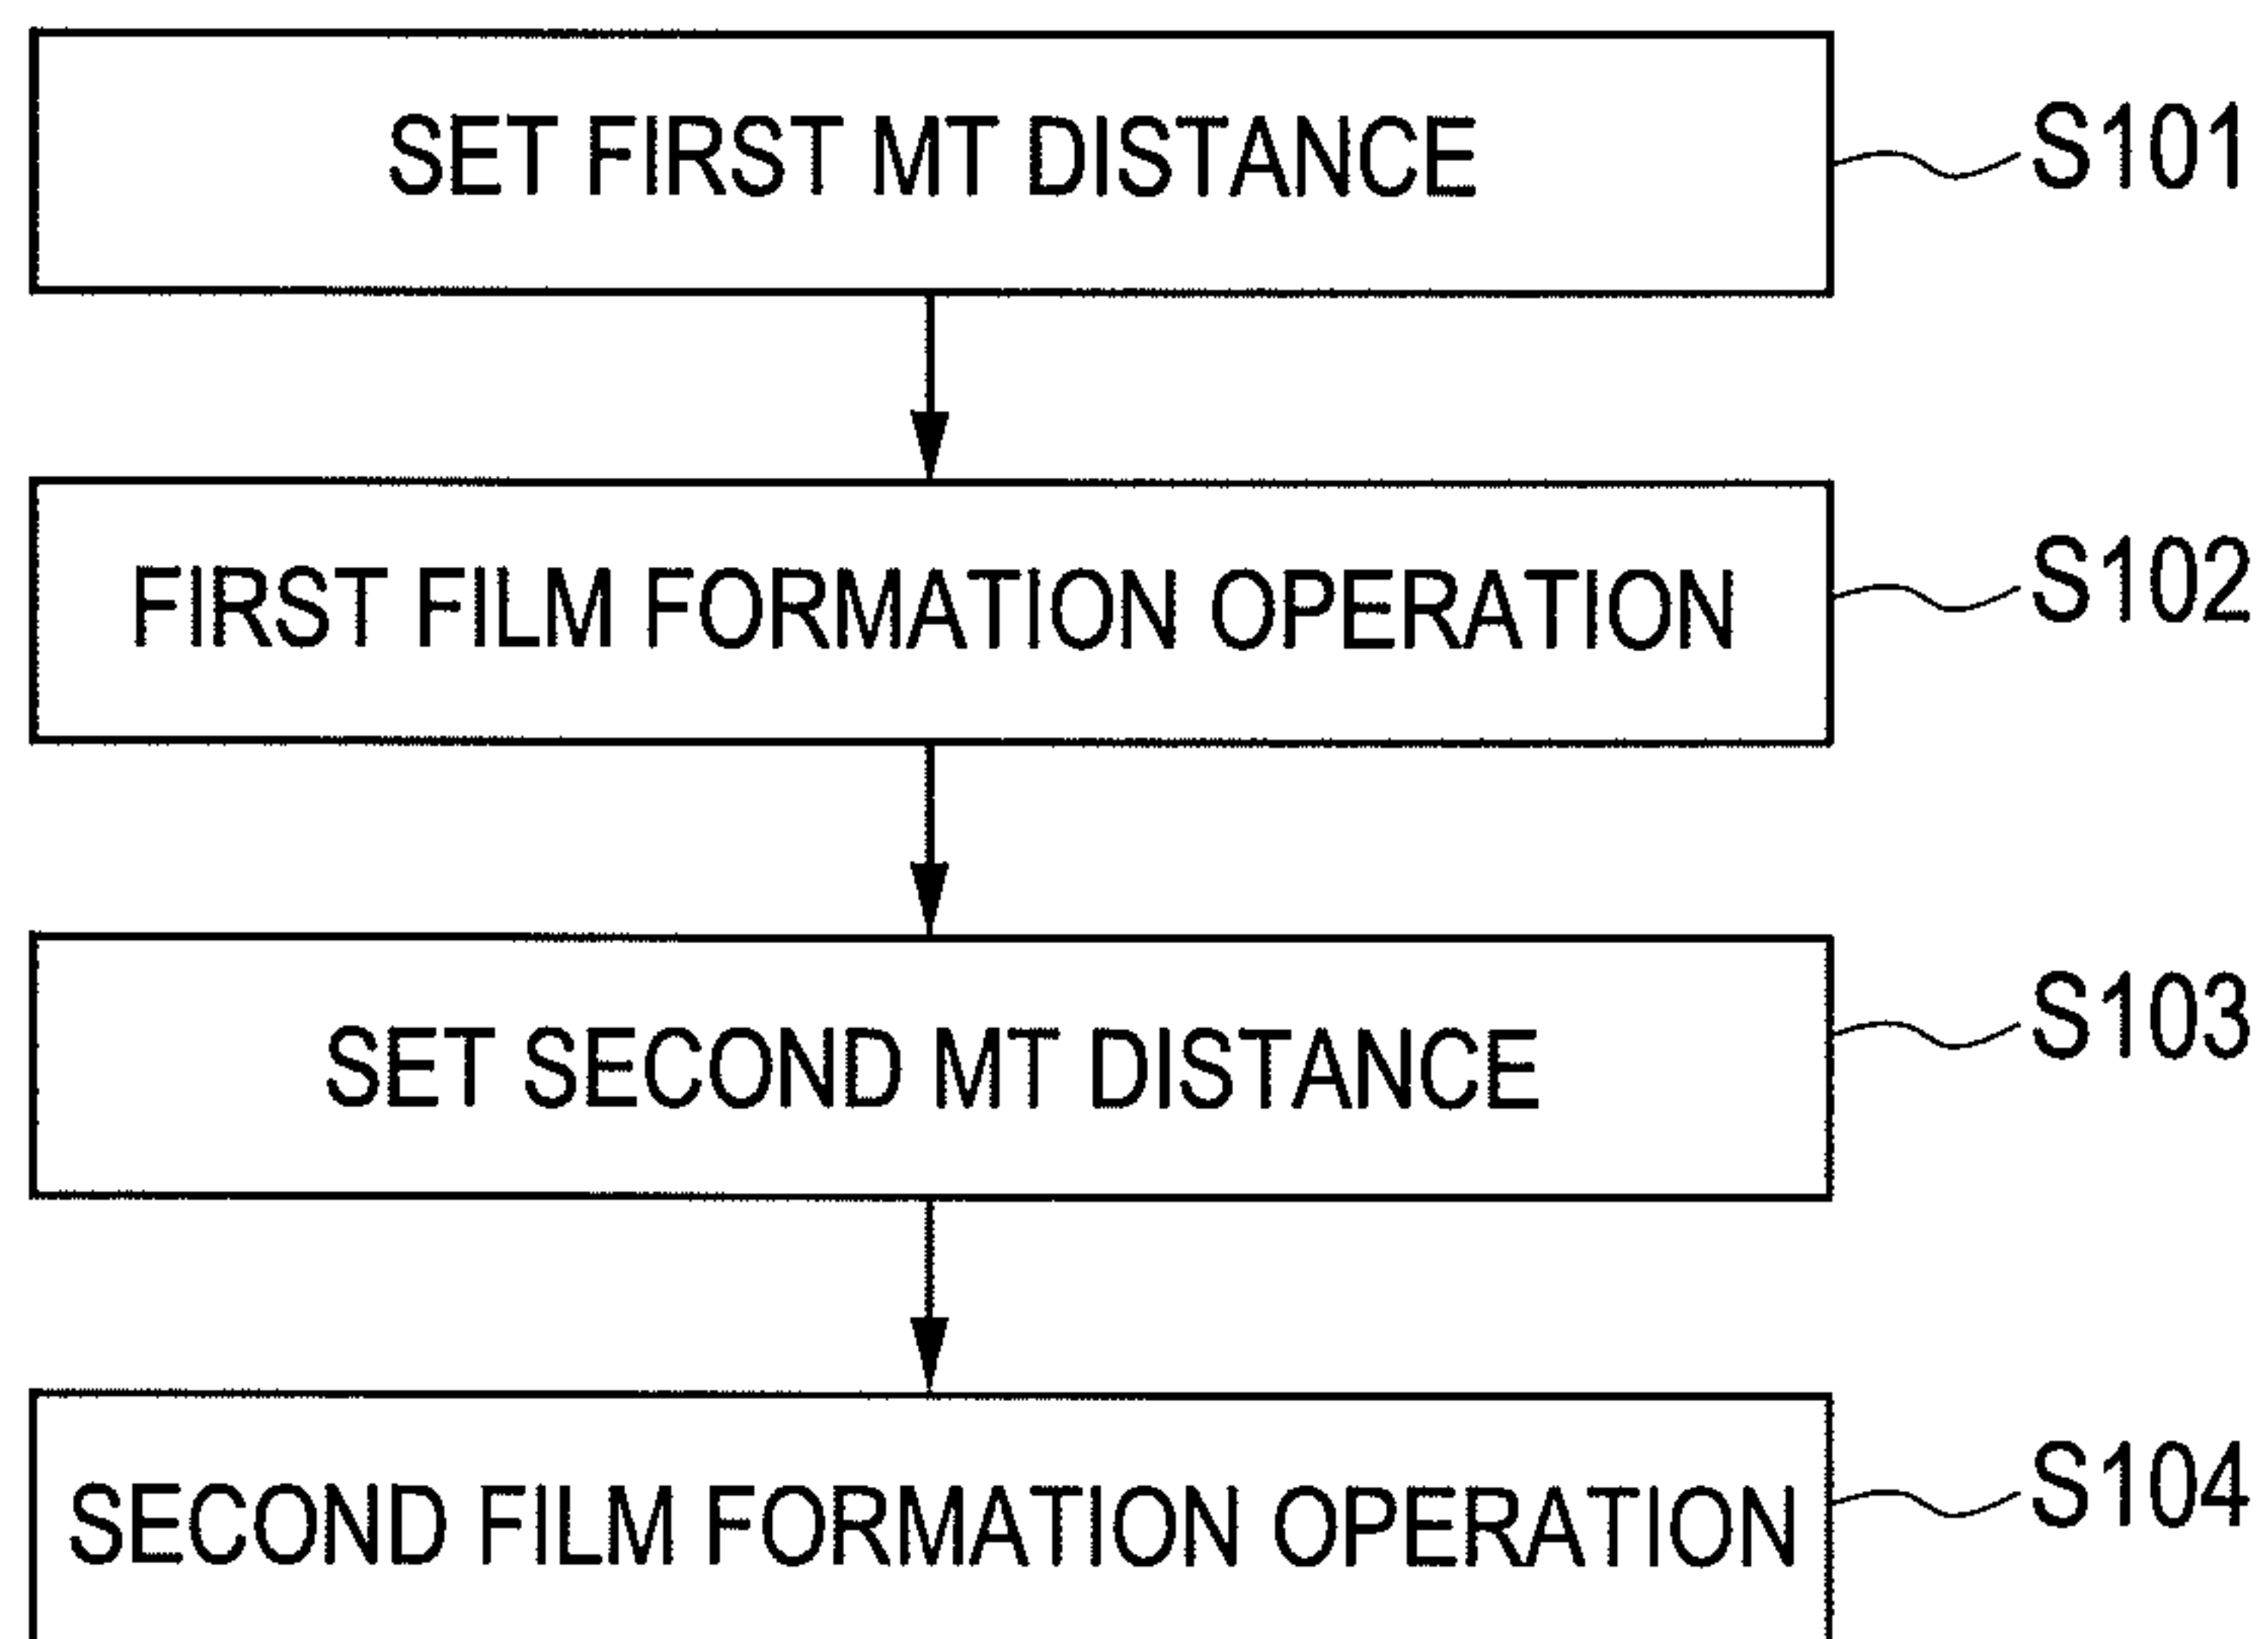 SET FIRST MT DISTANCE S101
FIRST FILM FORMATION OPERATION S102
SET SECOND MT DISTANCE S103
SECOND FILM FORMATION OPERATION S104